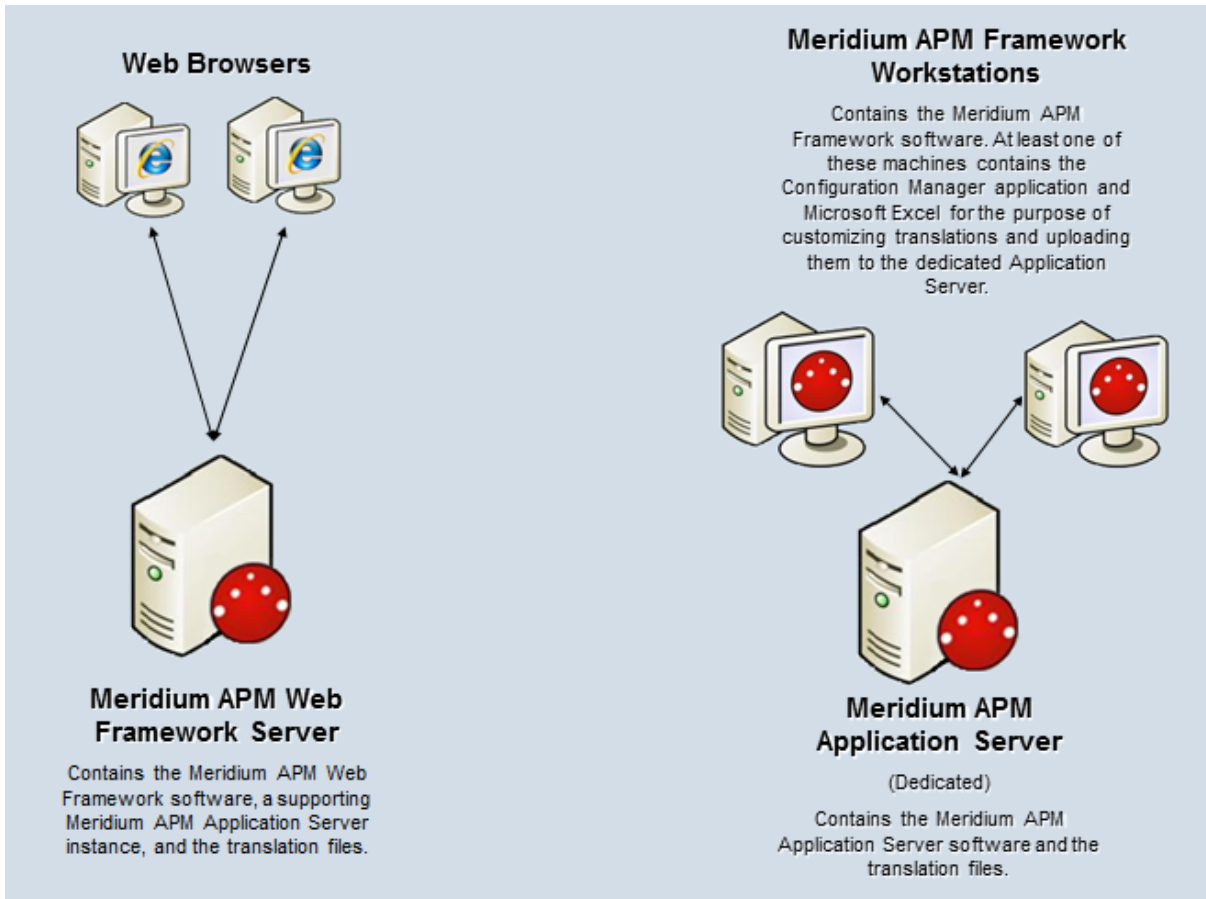 Web Browsers
Meridium APM Framework
Workstations
Contains the Meridium APM
Framework software. At least one of
these machines contains the
Configuration Manager application and
Microsoft Excel for the purpose of
customizing translations and uploading
them to the dedicated Application
Server.
Meridium APM Web
Framework Server
Contains the Meridium APM Web
Framework software, a supporting
Meridium APM Application Server
instance, and the translation files.
Meridium APM
Application Server
(Dedicated)
Contains the Meridium APM
Application Server software and the
translation files.